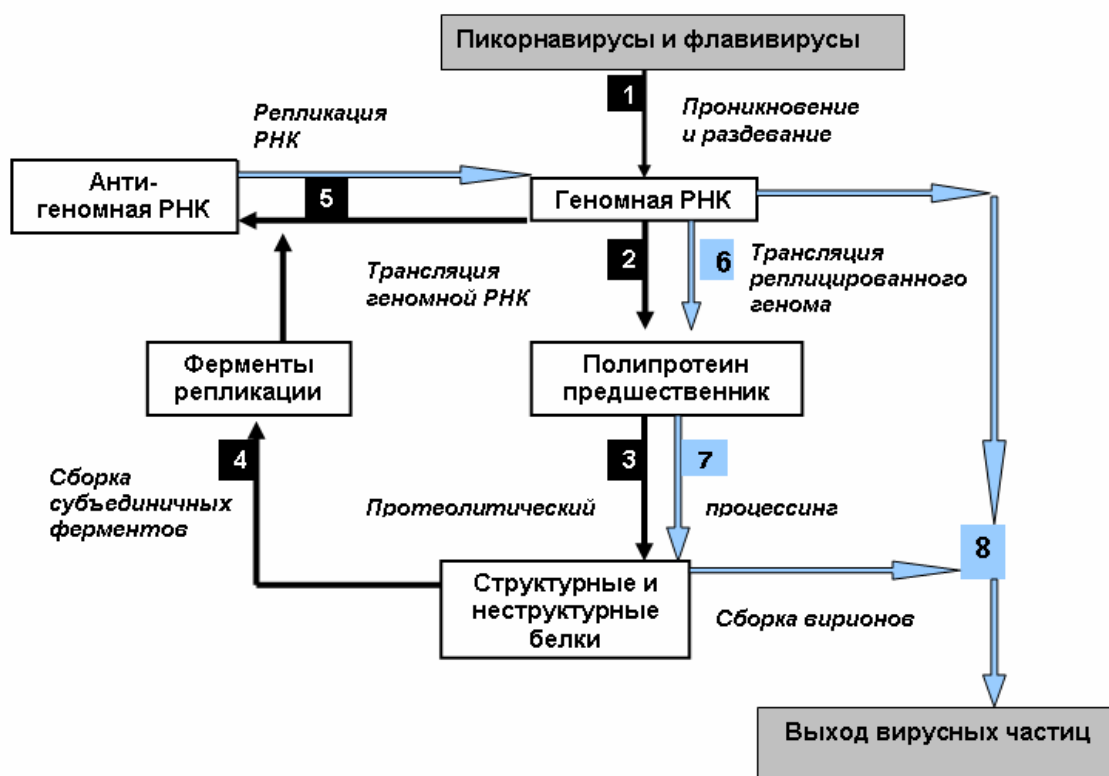 Пикорнавирусы и флавивирусы
1
Проникновение
и раздевание
Репликация
РНК
Анти-
геномная РНК
5
Геномная РНК
2
6
Трансляция
реплицированного
генома
Трансляция
геномной РНК
Ферменты
репликации
Полипротеин
предшественник
4
3
7
Сборка
субъединичных
ферментов
Протеолитический
процессинг
8
Структурные и
неструктурные
белки
Сборка вирионов
Выход вирусных частиц